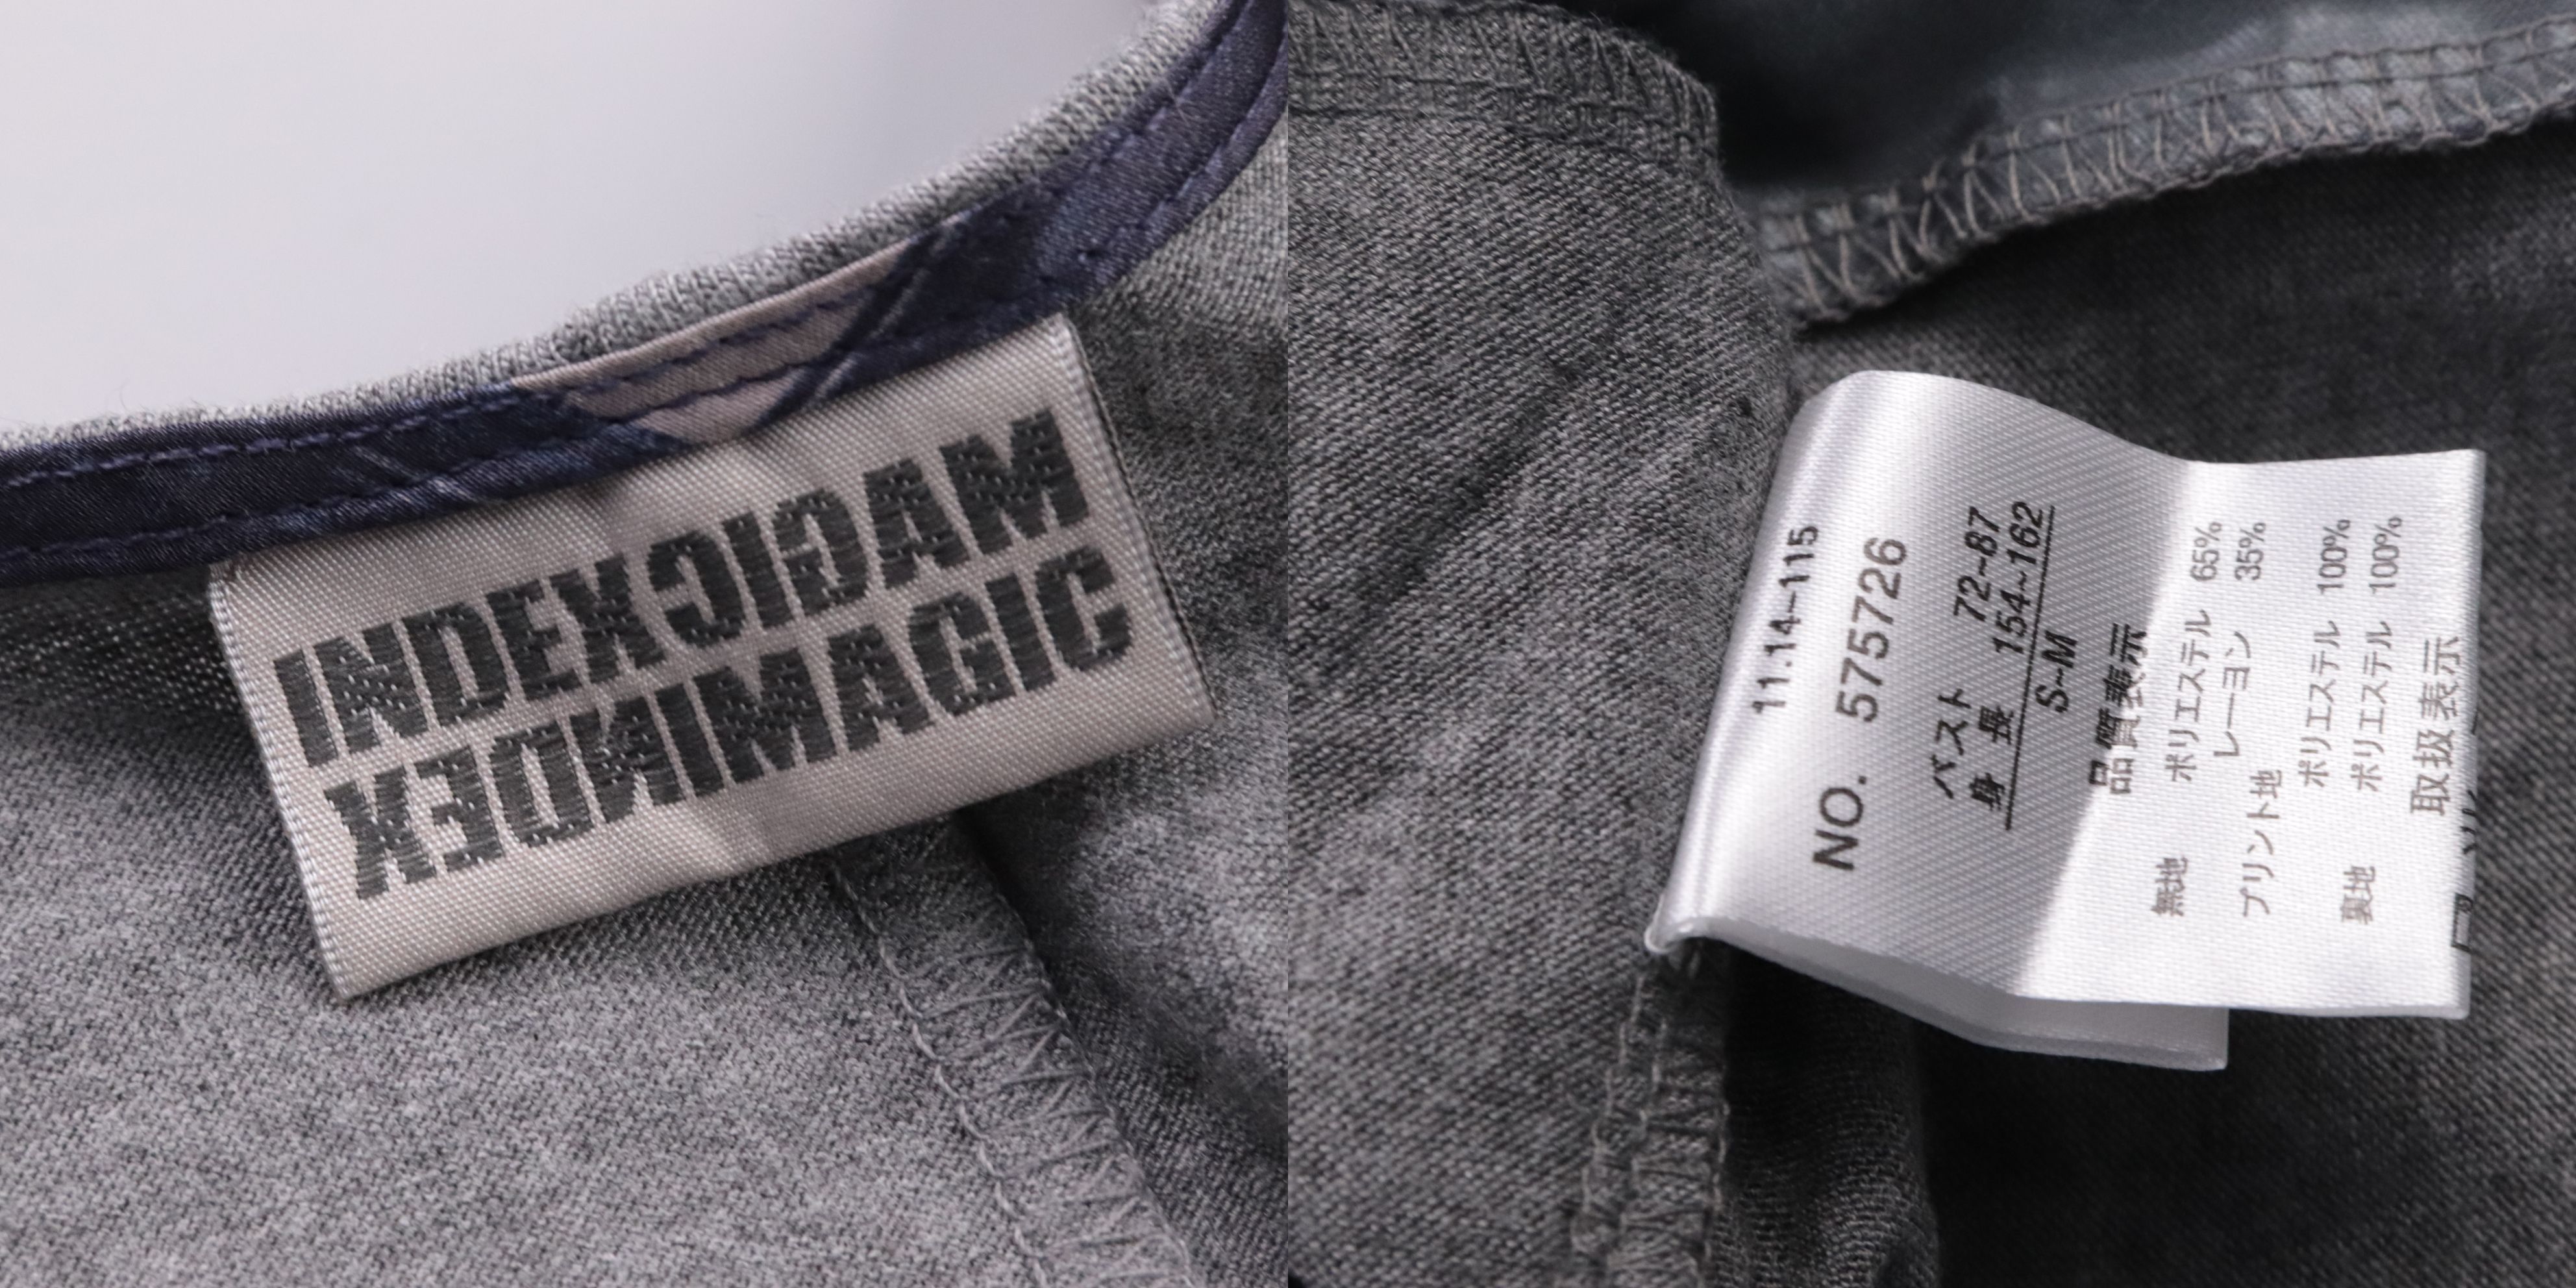 INDEXMAGIC
INDEXMAGIC
11.14-115
NO. 575726
バスト 72-87
身長 154-162
S-M
品質表示
無地 ポリエステル 65%
レーヨン 35%
プリント地
ポリエステル 100%
裏地 ポリエステル 100%
取扱表示